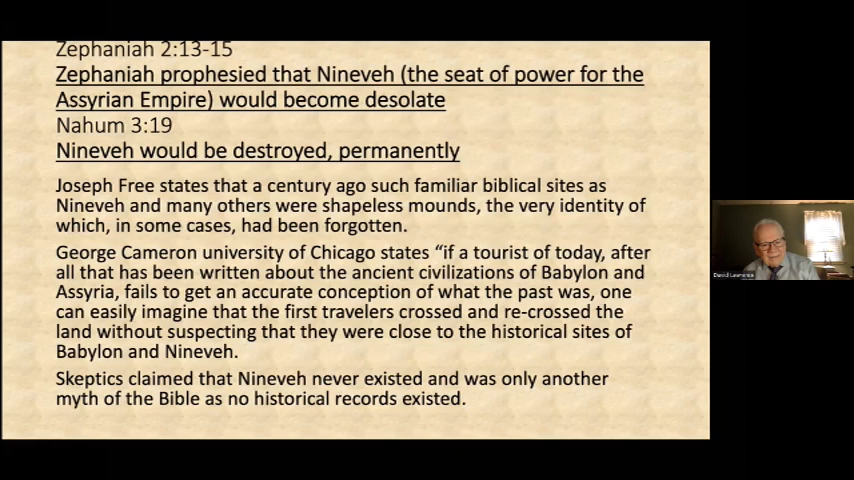 Zephaniah 2:13-15
Zephaniah prophesied that Nineveh (the seat of power for the
Assyrian Empire) would become desolate
Nahum 3:19
Nineveh would be destroyed, permanently
Joseph Free states that a century ago such familiar biblical sites as
Nineveh and many others were shapeless mounds, the very identity of
which, in some cases, had been forgotten.
George Cameron university of Chicago states “if a tourist of today, after
all that has been written about the ancient civilizations of Babylon and
Assyria, fails to get an accurate conception of what the past was, one
can easily imagine that the first travelers crossed and re-crossed the
land without suspecting that they were close to the historical sites of
Babylon and Nineveh.
Skeptics claimed that Nineveh never existed and was only another
myth of the Bible as no historical records existed.
David Lawrence